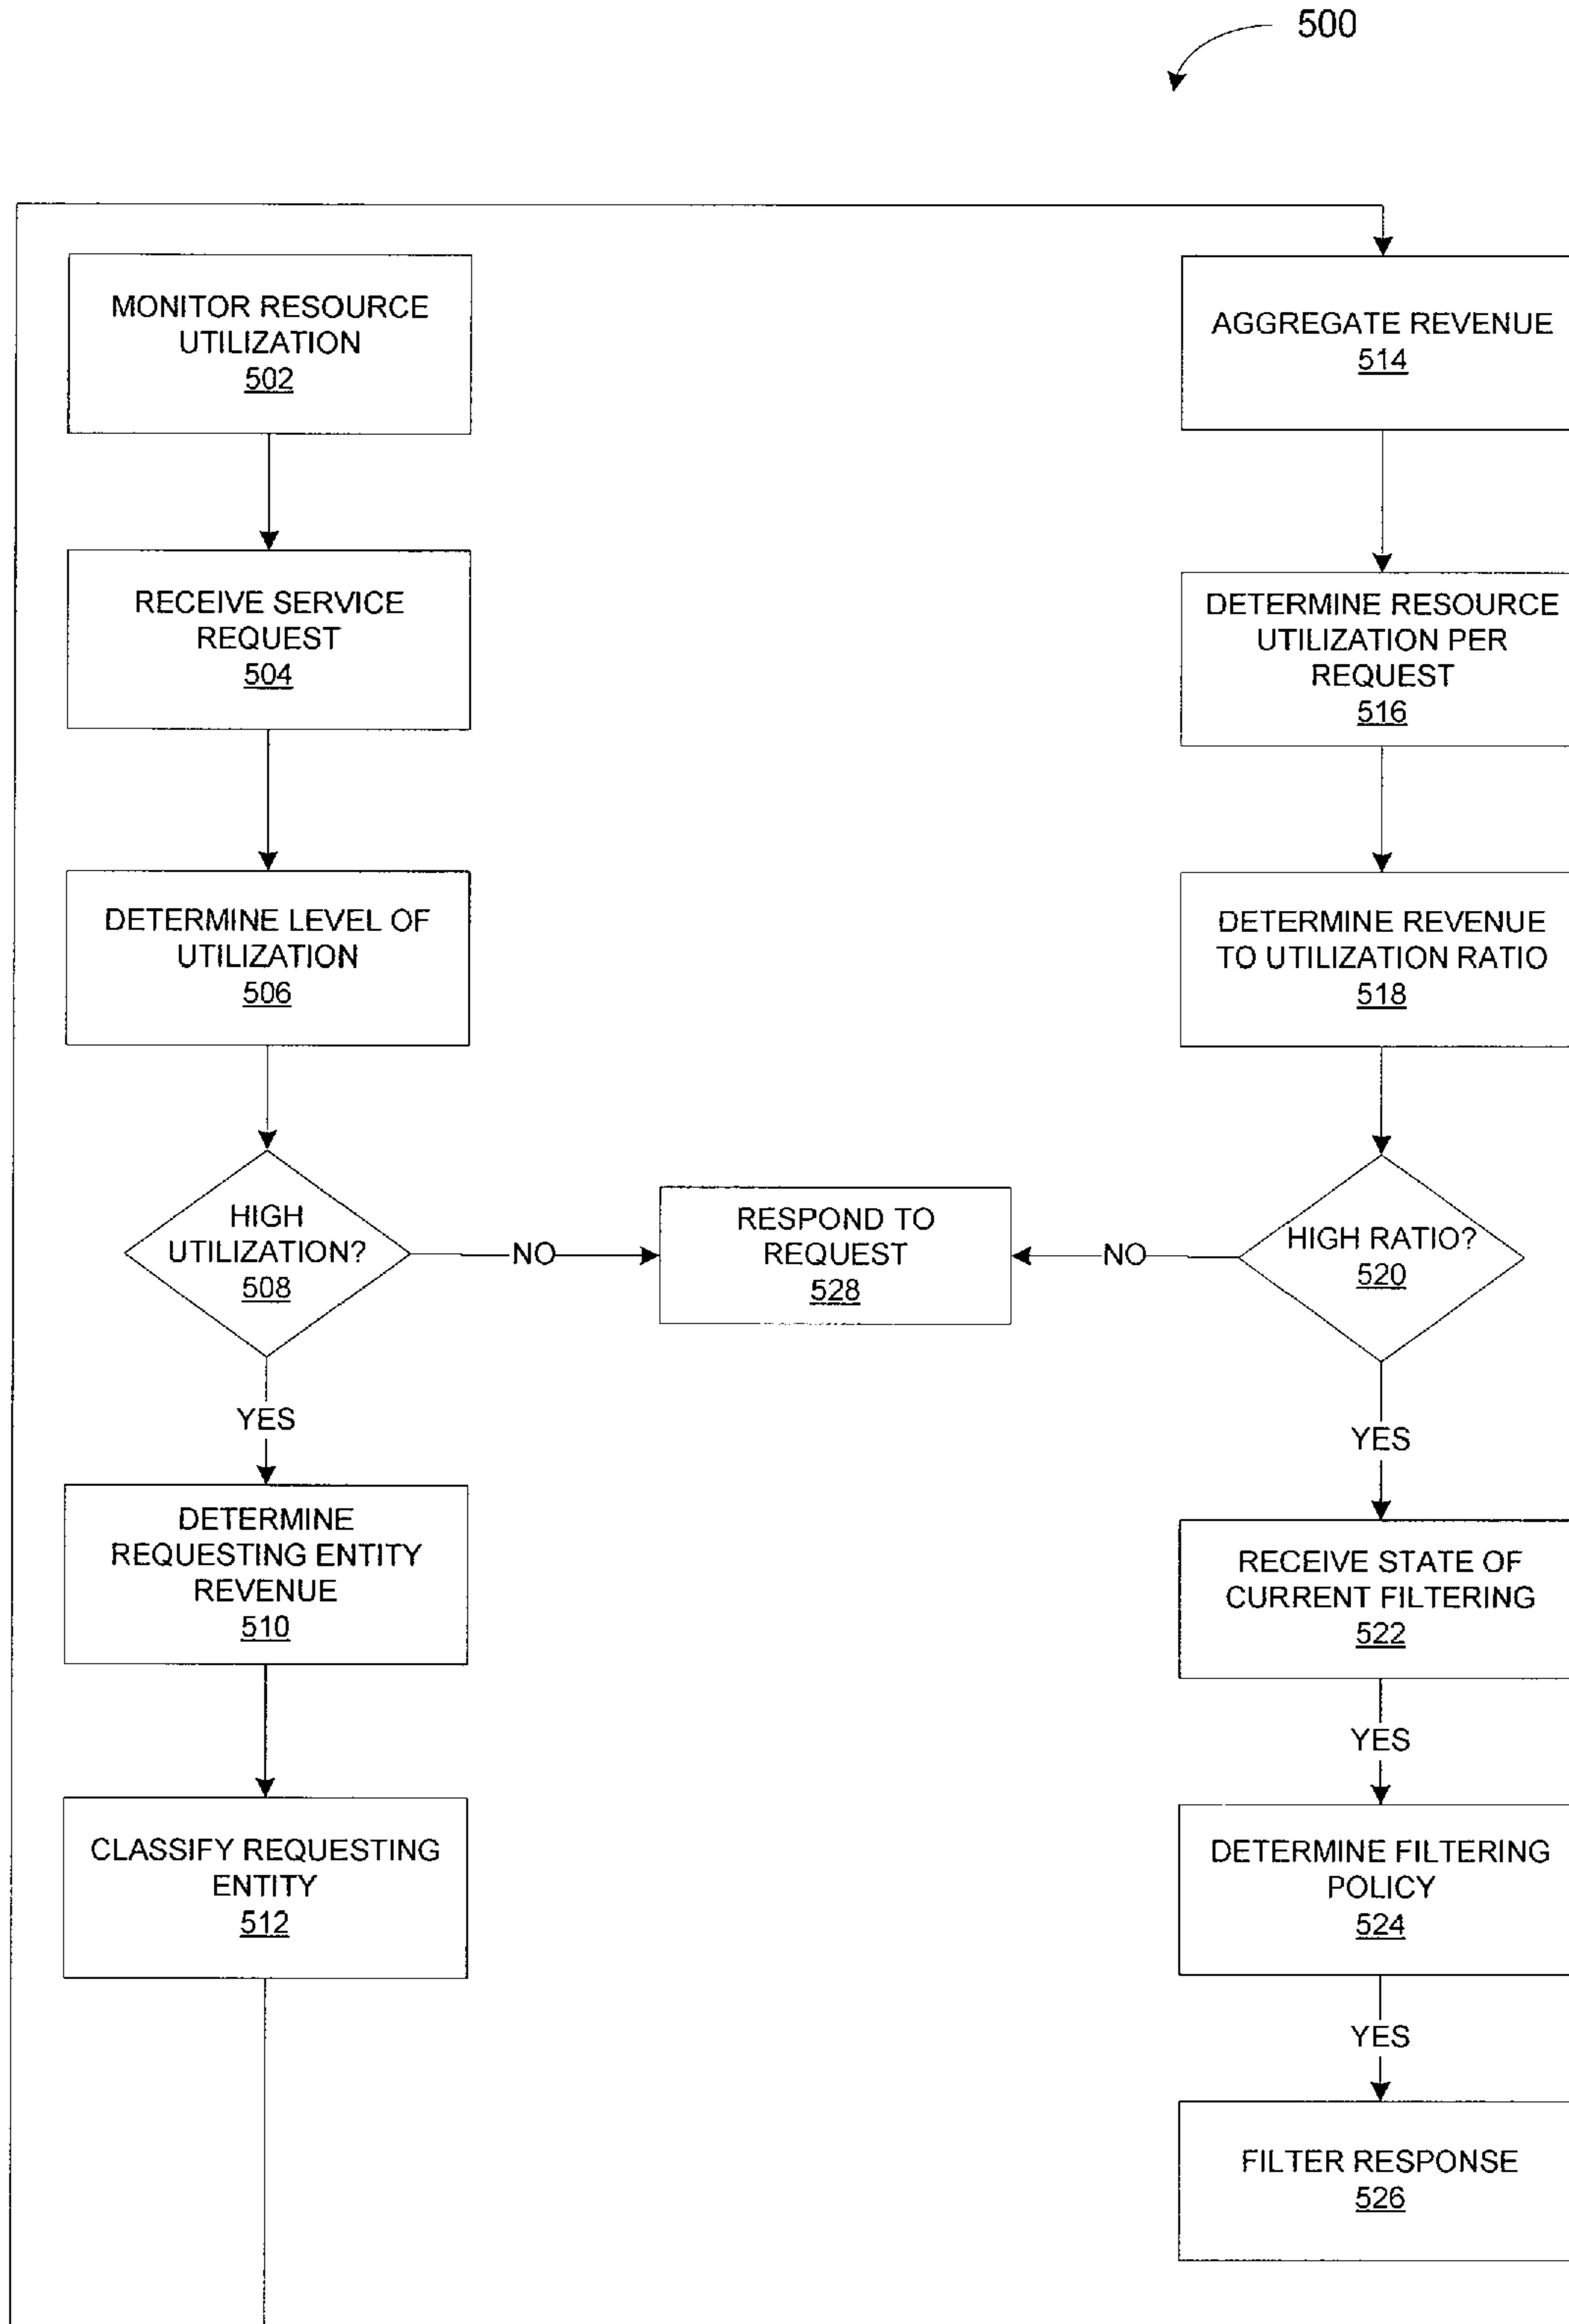 500
MONITOR RESOURCE
UTILIZATION
502
RECEIVE SERVICE
REQUEST
504
DETERMINE LEVEL OF
UTILIZATION
506
HIGH
UTILIZATION?
508
NO
YES
DETERMINE
REQUESTING ENTITY
REVENUE
510
CLASSIFY REQUESTING
ENTITY
512
RESPOND TO
REQUEST
528
AGGREGATE REVENUE
514
DETERMINE RESOURCE
UTILIZATION PER
REQUEST
516
DETERMINE REVENUE
TO UTILIZATION RATIO
518
HIGH RATIO?
520
NO
YES
RECEIVE STATE OF
CURRENT FILTERING
522
YES
DETERMINE FILTERING
POLICY
524
YES
FILTER RESPONSE
526